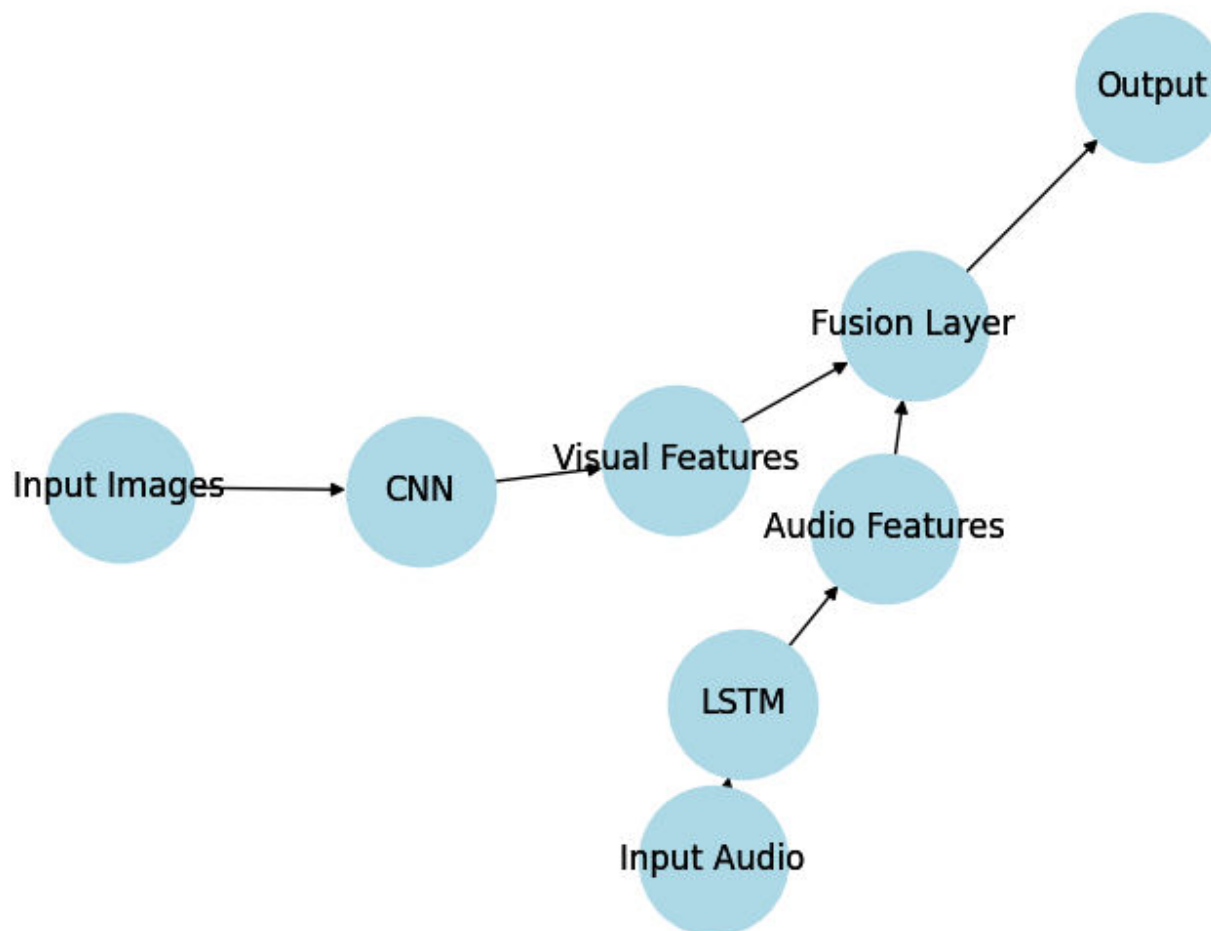 Output
Fusion Layer
Visual Features
Input Images
CNN
Audio Features
LSTM
Input Audio